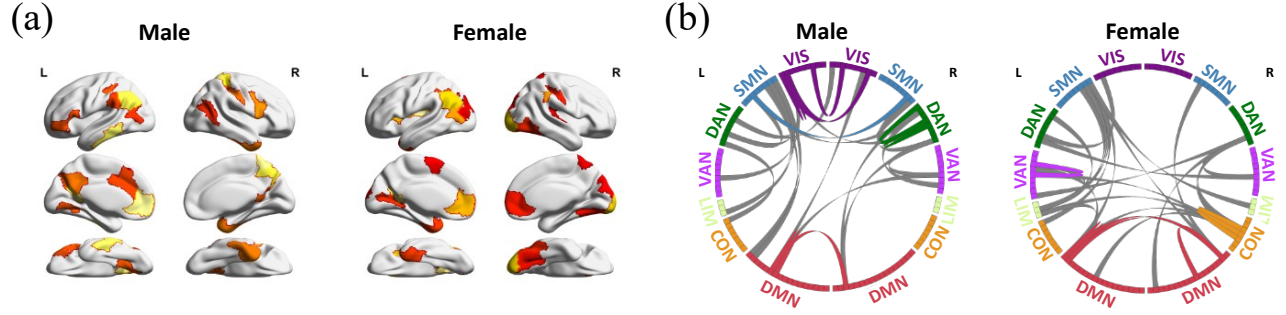 (a)
Male
Female
L
R
L
R
(b)
Male
Female
L
R
L
R
VIS
VIS
SMN
SMN
DAN
DAN
VAN
VAN
LIM
LIM
CON
CON
DMN
DMN
VIS
VIS
SMN
SMN
DAN
DAN
VAN
VAN
LIM
LIM
CON
CON
DMN
DMN